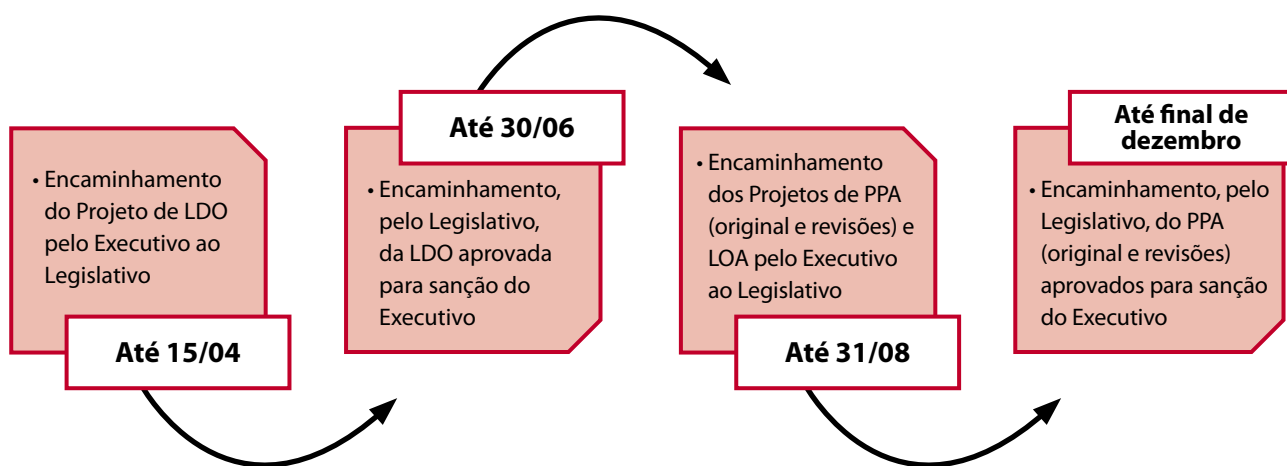 • Encaminhamento
do Projeto de LDO
pelo Executivo ao
Legislativo
Até 15/04
Até 30/06
• Encaminhamento,
pelo Legislativo,
da LDO aprovada
para sanção do
Executivo
• Encaminhamento
dos Projetos de PPA
(original e revisões) e
LOA pelo Executivo
ao Legislativo
Até 31/08
Até final de
dezembro
• Encaminhamento, pelo
Legislativo, do PPA
(original e revisões)
aprovados para sanção
do Executivo